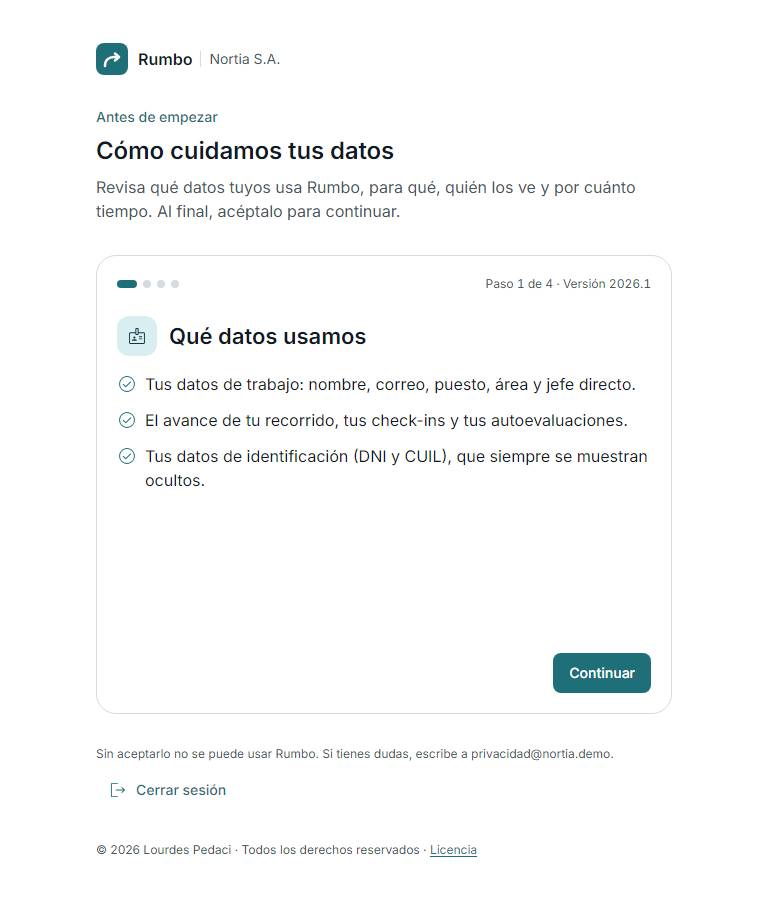 Rumbo
Nortia S.A.
Antes de empezar
Cómo cuidamos tus datos
Revisa qué datos tuyos usa Rumbo, para qué, quién los ve y por cuánto
tiempo. Al final, acéptalo para continuar.
Paso 1 de 4 · Versión 2026.1
Qué datos usamos
Tus datos de trabajo: nombre, correo, puesto, área y jefe directo.
El avance de tu recorrido, tus check-ins y tus autoevaluaciones.
Tus datos de identificación (DNI y CUIL), que siempre se muestran
ocultos.
Continuar
Sin aceptarlo no se puede usar Rumbo. Si tienes dudas, escribe a privacidad@nortia.demo.
Cerrar sesión
© 2026 Lourdes Pedaci · Todos los derechos reservados · Licencia